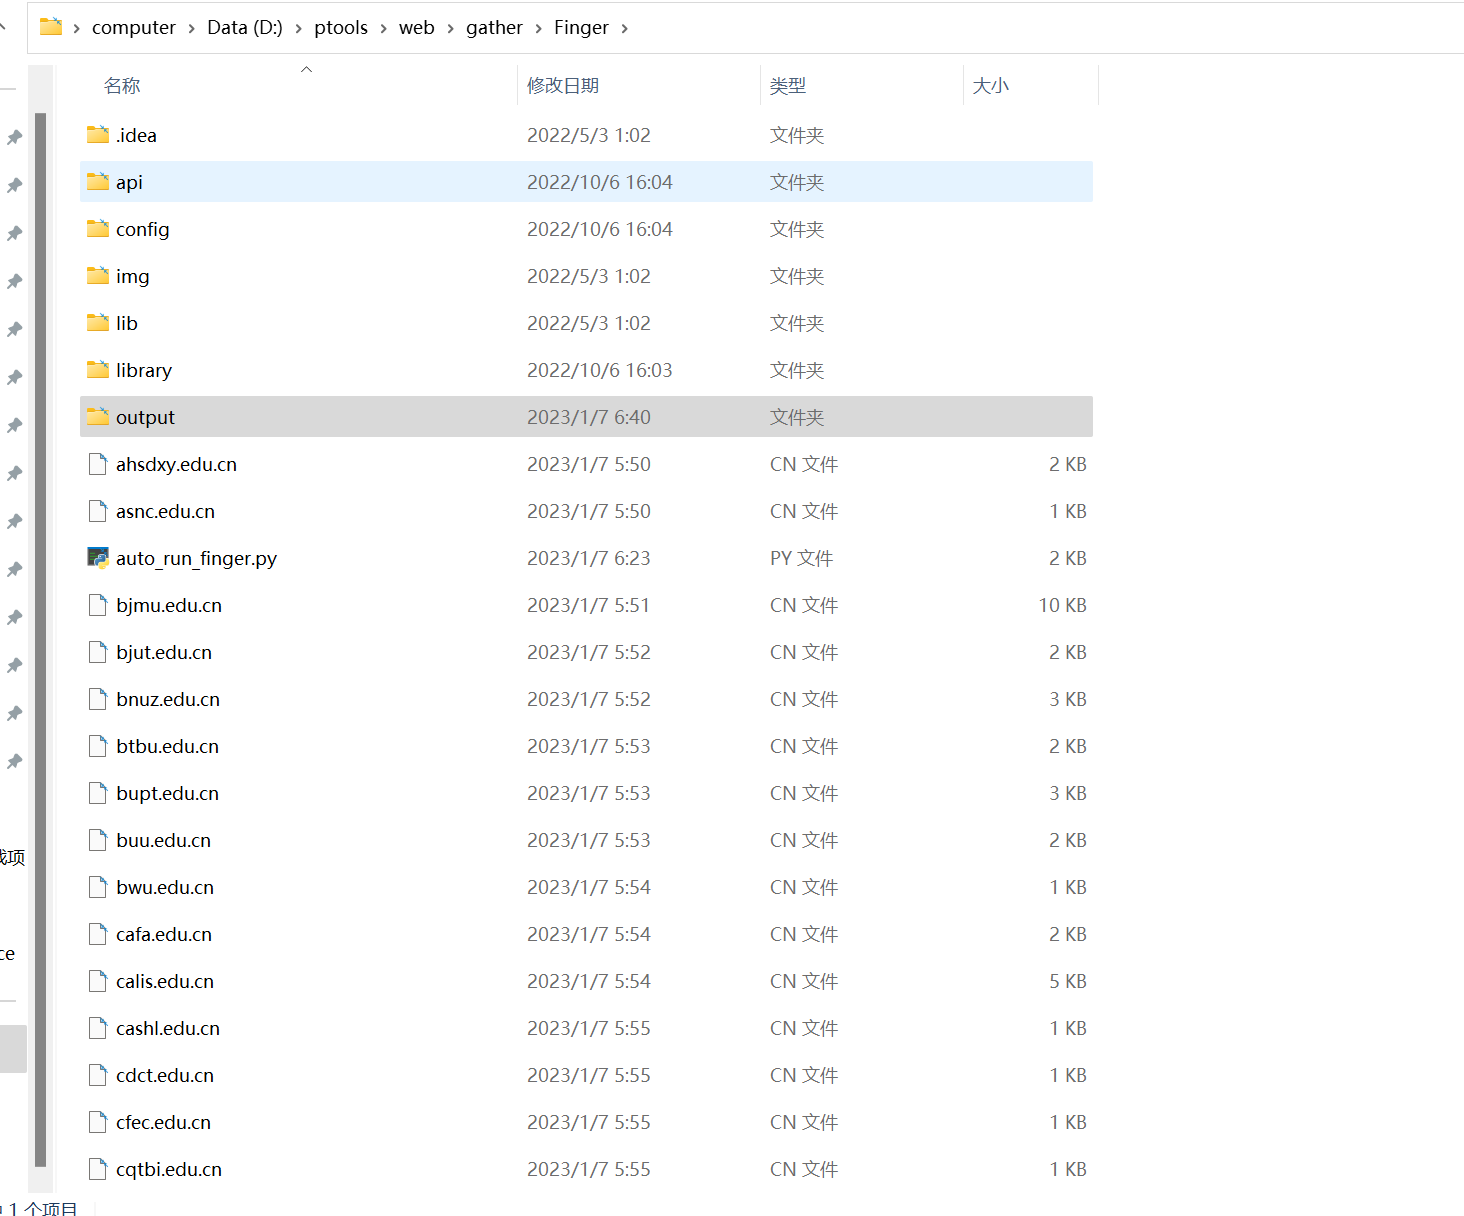 computer > Data (D:) > ptools > web > gather > Finger >
名称 修改日期 类型 大小
.idea 2022/5/3 1:02 文件夹
api 2022/10/6 16:04 文件夹
config 2022/10/6 16:04 文件夹
img 2022/5/3 1:02 文件夹
lib 2022/5/3 1:02 文件夹
library 2022/10/6 16:03 文件夹
output 2023/1/7 6:40 文件夹
ahsdxy.edu.cn 2023/1/7 5:50 CN 文件 2 KB
asnc.edu.cn 2023/1/7 5:50 CN 文件 1 KB
auto_run_finger.py 2023/1/7 6:23 PY 文件 2 KB
bjmu.edu.cn 2023/1/7 5:51 CN 文件 10 KB
bjut.edu.cn 2023/1/7 5:52 CN 文件 2 KB
bnuz.edu.cn 2023/1/7 5:52 CN 文件 3 KB
btbu.edu.cn 2023/1/7 5:53 CN 文件 2 KB
bupt.edu.cn 2023/1/7 5:53 CN 文件 3 KB
buu.edu.cn 2023/1/7 5:53 CN 文件 2 KB
项
bwu.edu.cn 2023/1/7 5:54 CN 文件 1 KB
cafa.edu.cn 2023/1/7 5:54 CN 文件 2 KB
ce
calis.edu.cn 2023/1/7 5:54 CN 文件 5 KB
cashl.edu.cn 2023/1/7 5:55 CN 文件 1 KB
cdct.edu.cn 2023/1/7 5:55 CN 文件 1 KB
cfec.edu.cn 2023/1/7 5:55 CN 文件 1 KB
cqtbi.edu.cn 2023/1/7 5:55 CN 文件 1 KB
1 个项目